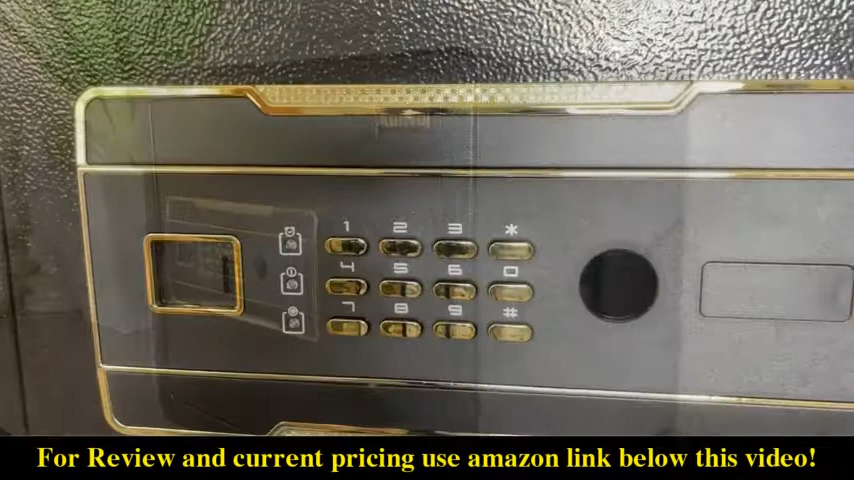 1 2 3 *
4 5 6 0
7 8 9 #
For Review and current pricing use amazon link below this video!